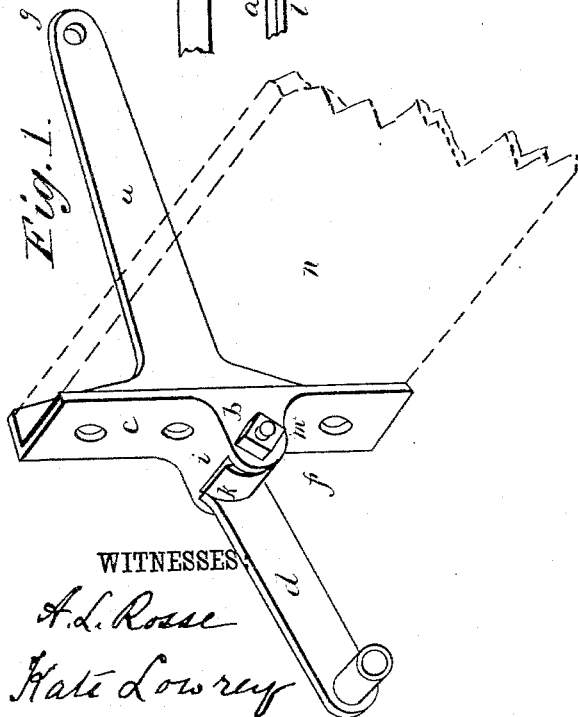 Fig. 1.
g
u
a
l
n
c
b
i
m
k
f
d
WITNESSES:
A. L. Rosse
Kate Lowrey